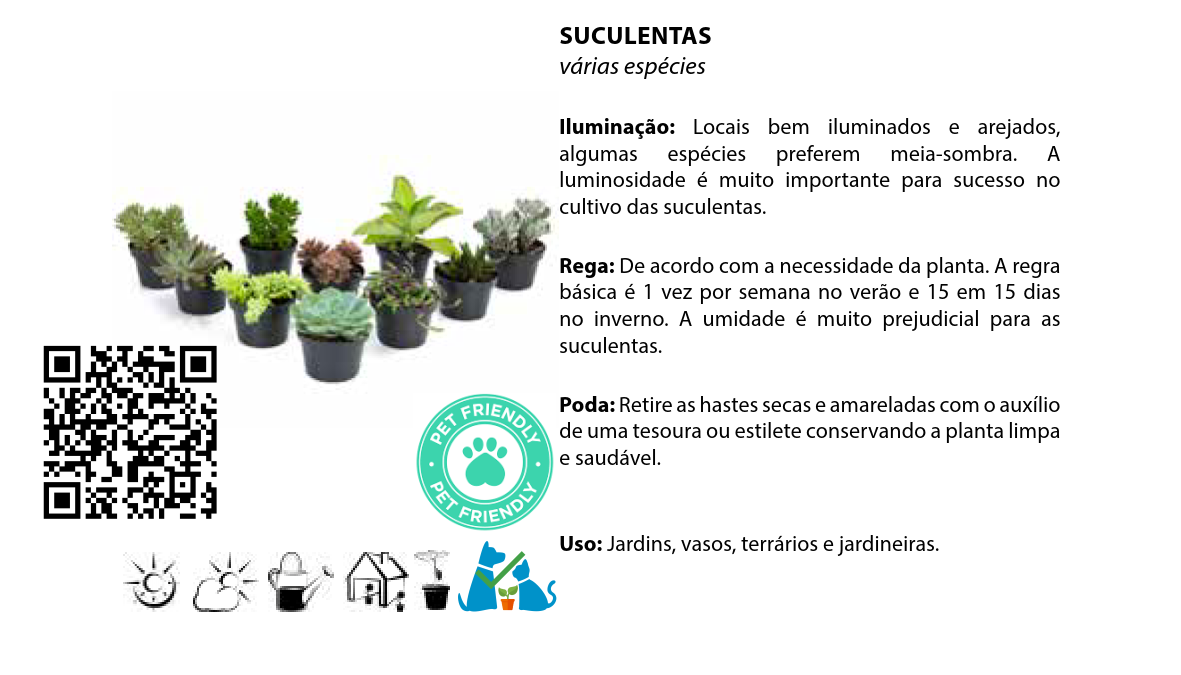 SUCULENTAS
várias espécies
Iluminação: Locais bem iluminados e arejados,
algumas espécies preferem meia-sombra. A
luminosidade é muito importante para sucesso no
cultivo das suculentas.
Rega: De acordo com a necessidade da planta. A regra
básica é 1 vez por semana no verão e 15 em 15 dias
no inverno. A umidade é muito prejudicial para as
suculentas.
Poda: Retire as hastes secas e amareladas com o auxílio
de uma tesoura ou estilete conservando a planta limpa
e saudável.
Uso: Jardins, vasos, terrários e jardineiras.
PET FRIENDLY
PET FRIENDLY